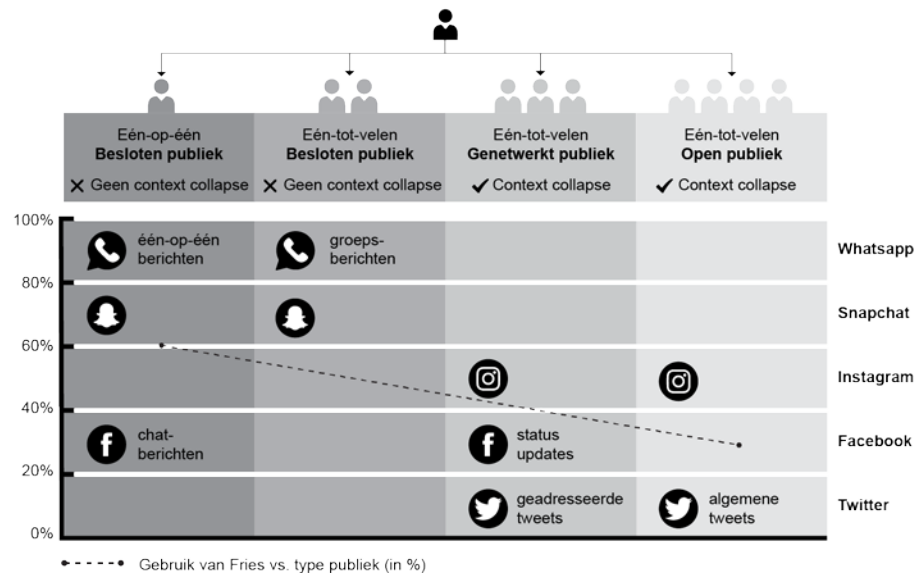 Eén-op-één
Besloten publiek
Geen context collapse
Eén-tot-velen
Besloten publiek
Geen context collapse
Eén-tot-velen
Genetwerkt publiek
Context collapse
Eén-tot-velen
Open publiek
Context collapse
100%
80%
60%
40%
20%
0%
één-op-één
berichten
groeps-
berichten
Whatsapp
Snapchat
Instagram
chat-
berichten
status
updates
Facebook
geadresseerde
tweets
algemene
tweets
Twitter
Gebruik van Fries vs. type publiek (in %)